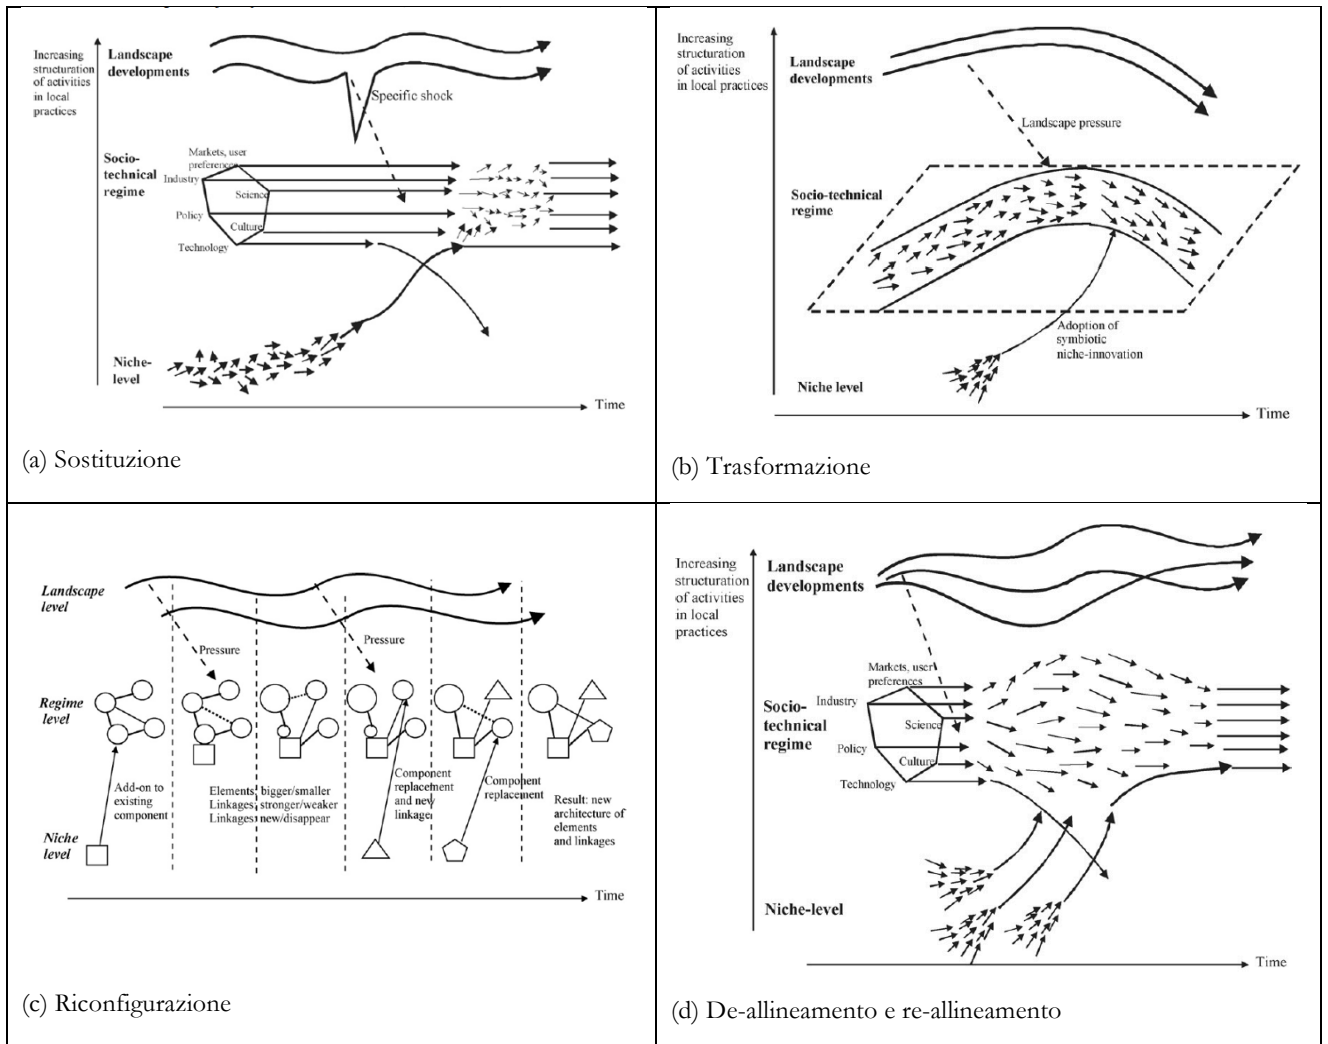 Increasing
structuration
of activities
in local
practices
Landscape
developments
Specific shock
Socio-
technical
regime
Markets, user
preferences
Industry
Science
Policy
Culture
Technology
Niche-
level
Time
(a) Sostituzione
Increasing
structuration
of activities
in local practices
Landscape
developments
Landscape pressure
Socio-technical
regime
Adoption of
symbiotic
niche-innovation
Niche level
Time
(b) Trasformazione
Landscape
level
Pressure
Pressure
Regime
level
Add-on to
existing
component
Elements: bigger/smaller
Linkages: stronger/weaker
Linkages: new/disappear
Component
replacement
and new
linkage
Component
replacement
Result: new
architecture of
elements
and linkages
Niche
level
Time
(c) Riconfigurazione
Increasing
structuration
of activities
in local
practices
Landscape
developments
Markets, user
preferences
Industry
Socio-
technical
regime
Science
Policy
Culture
Technology
Niche-level
Time
(d) De-allineamento e re-allineamento